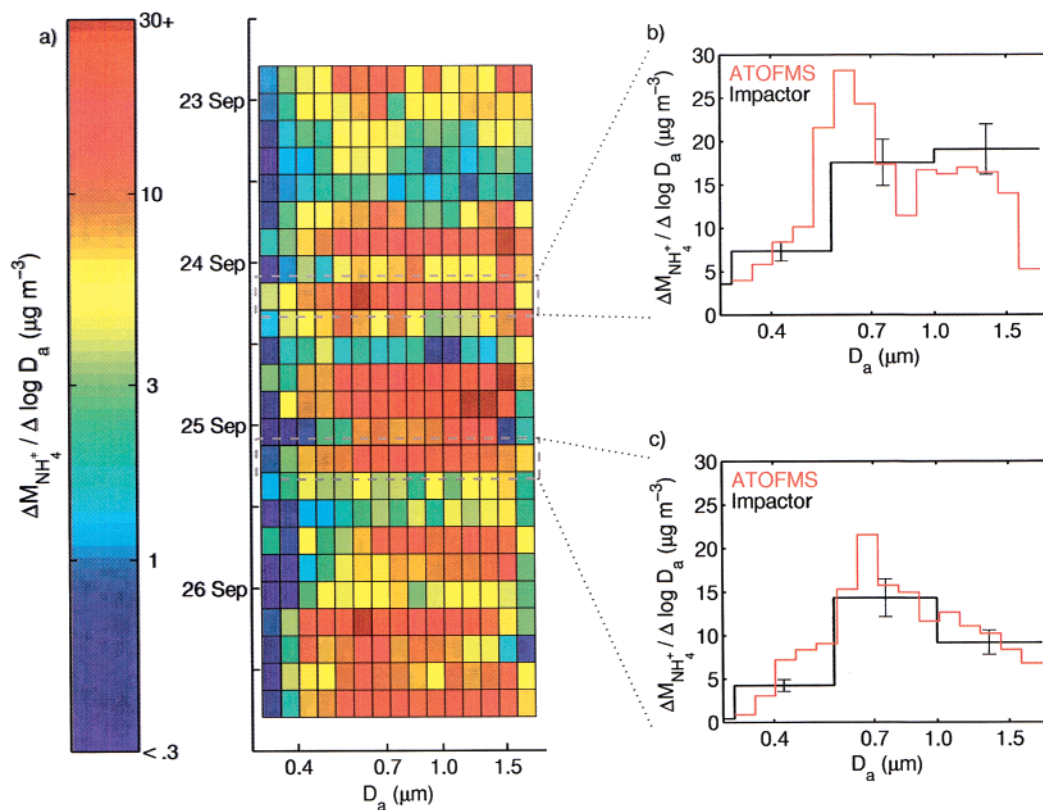 a)
30+
10
3
1
< .3
ΔM_NH₄⁺ / Δ log D_a (μg m⁻³)
23 Sep
24 Sep
25 Sep
26 Sep
0.4 0.7 1.0 1.5
D_a (μm)
b)
ATOFMS
Impactor
30
25
20
15
10
5
0
ΔM_NH₄⁺ / Δ log D_a (μg m⁻³)
0.4 0.7 1.0 1.5
D_a (μm)
c)
ATOFMS
Impactor
30
25
20
15
10
5
0
ΔM_NH₄⁺ / Δ log D_a (μg m⁻³)
0.4 0.7 1.0 1.5
D_a (μm)